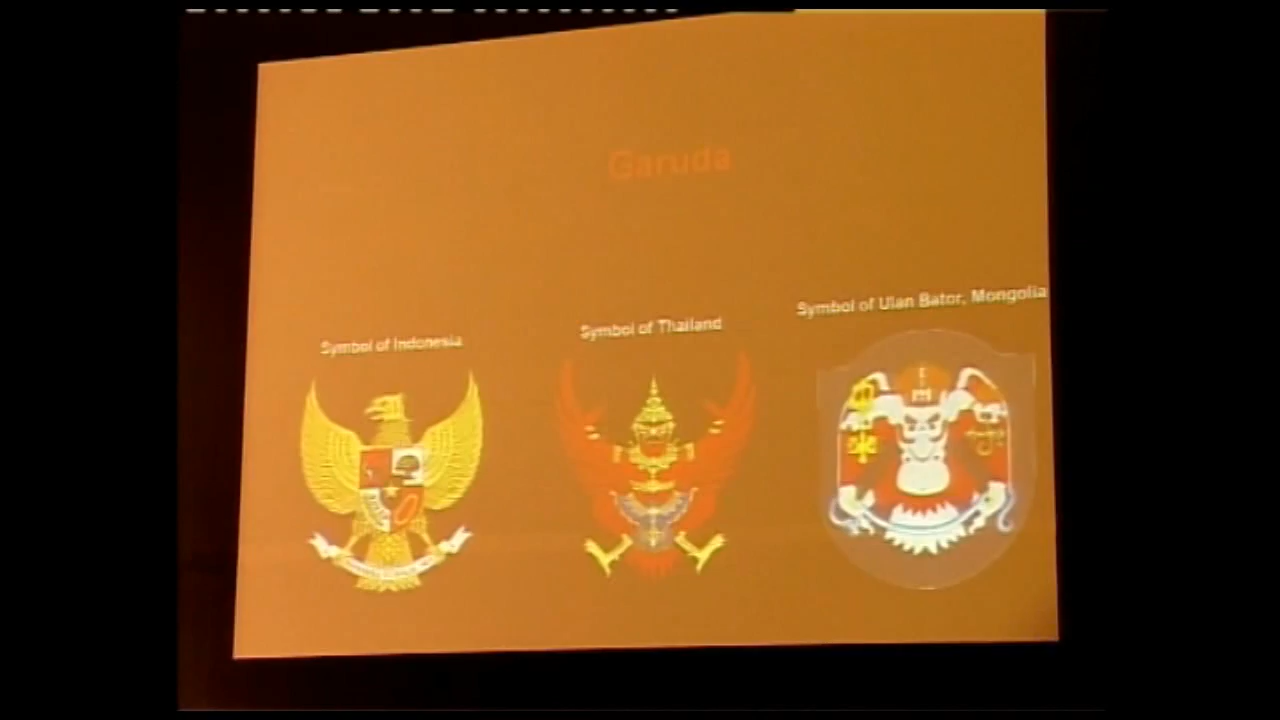 Garuda
Symbol of Indonesia
Symbol of Thailand
Symbol of Ulan Bator, Mongolia